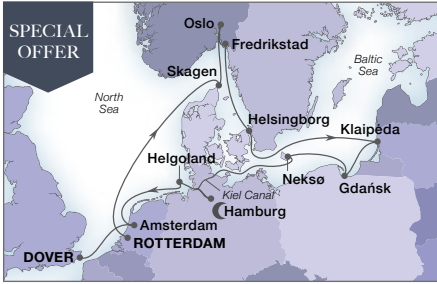 SPECIAL
OFFER
Oslo
Fredrikstad
Skagen
Baltic
Sea
North
Sea
Helsingborg
Klaipėda
Helgoland
Neksø
Gdańsk
Kiel Canal
Hamburg
Amsterdam
ROTTERDAM
DOVER